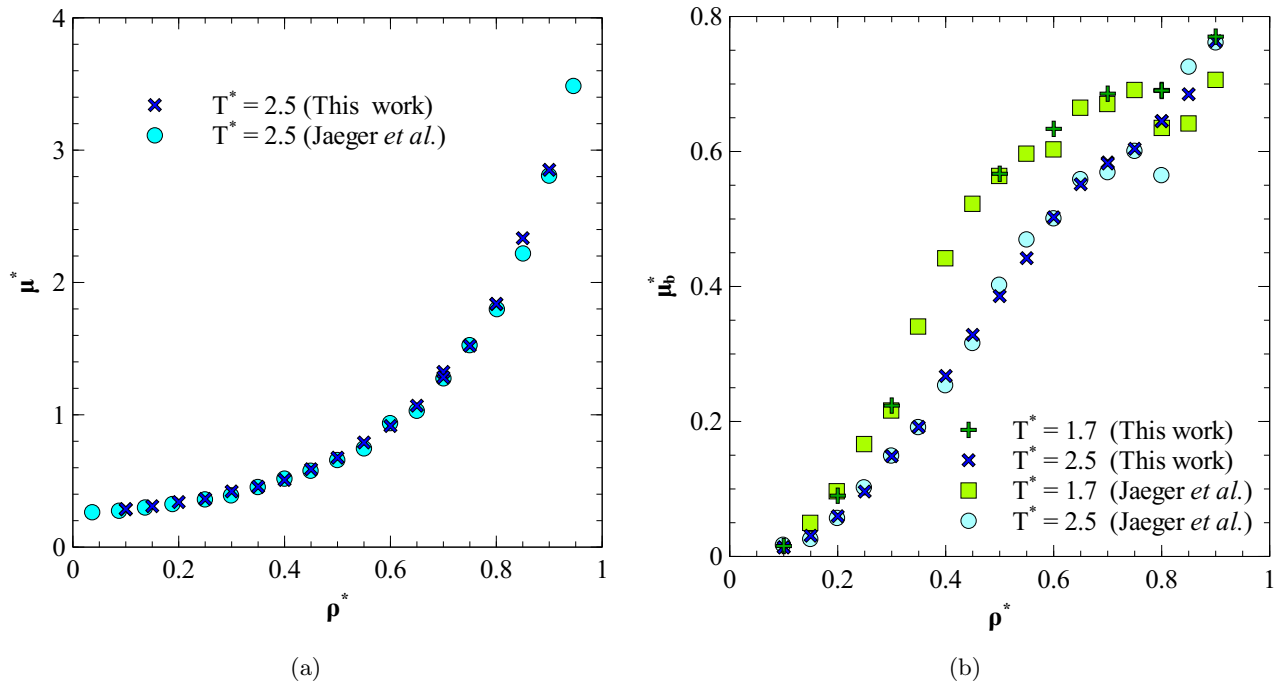 4
3
2
1
0
0
0.2
0.4
0.6
0.8
1
μ*
ρ*
T* = 2.5 (This work)
T* = 2.5 (Jaeger et al.)
(a)
0.8
0.6
0.4
0.2
0
0
0.2
0.4
0.6
0.8
1
μb*
ρ*
T* = 1.7 (This work)
T* = 2.5 (This work)
T* = 1.7 (Jaeger et al.)
T* = 2.5 (Jaeger et al.)
(b)